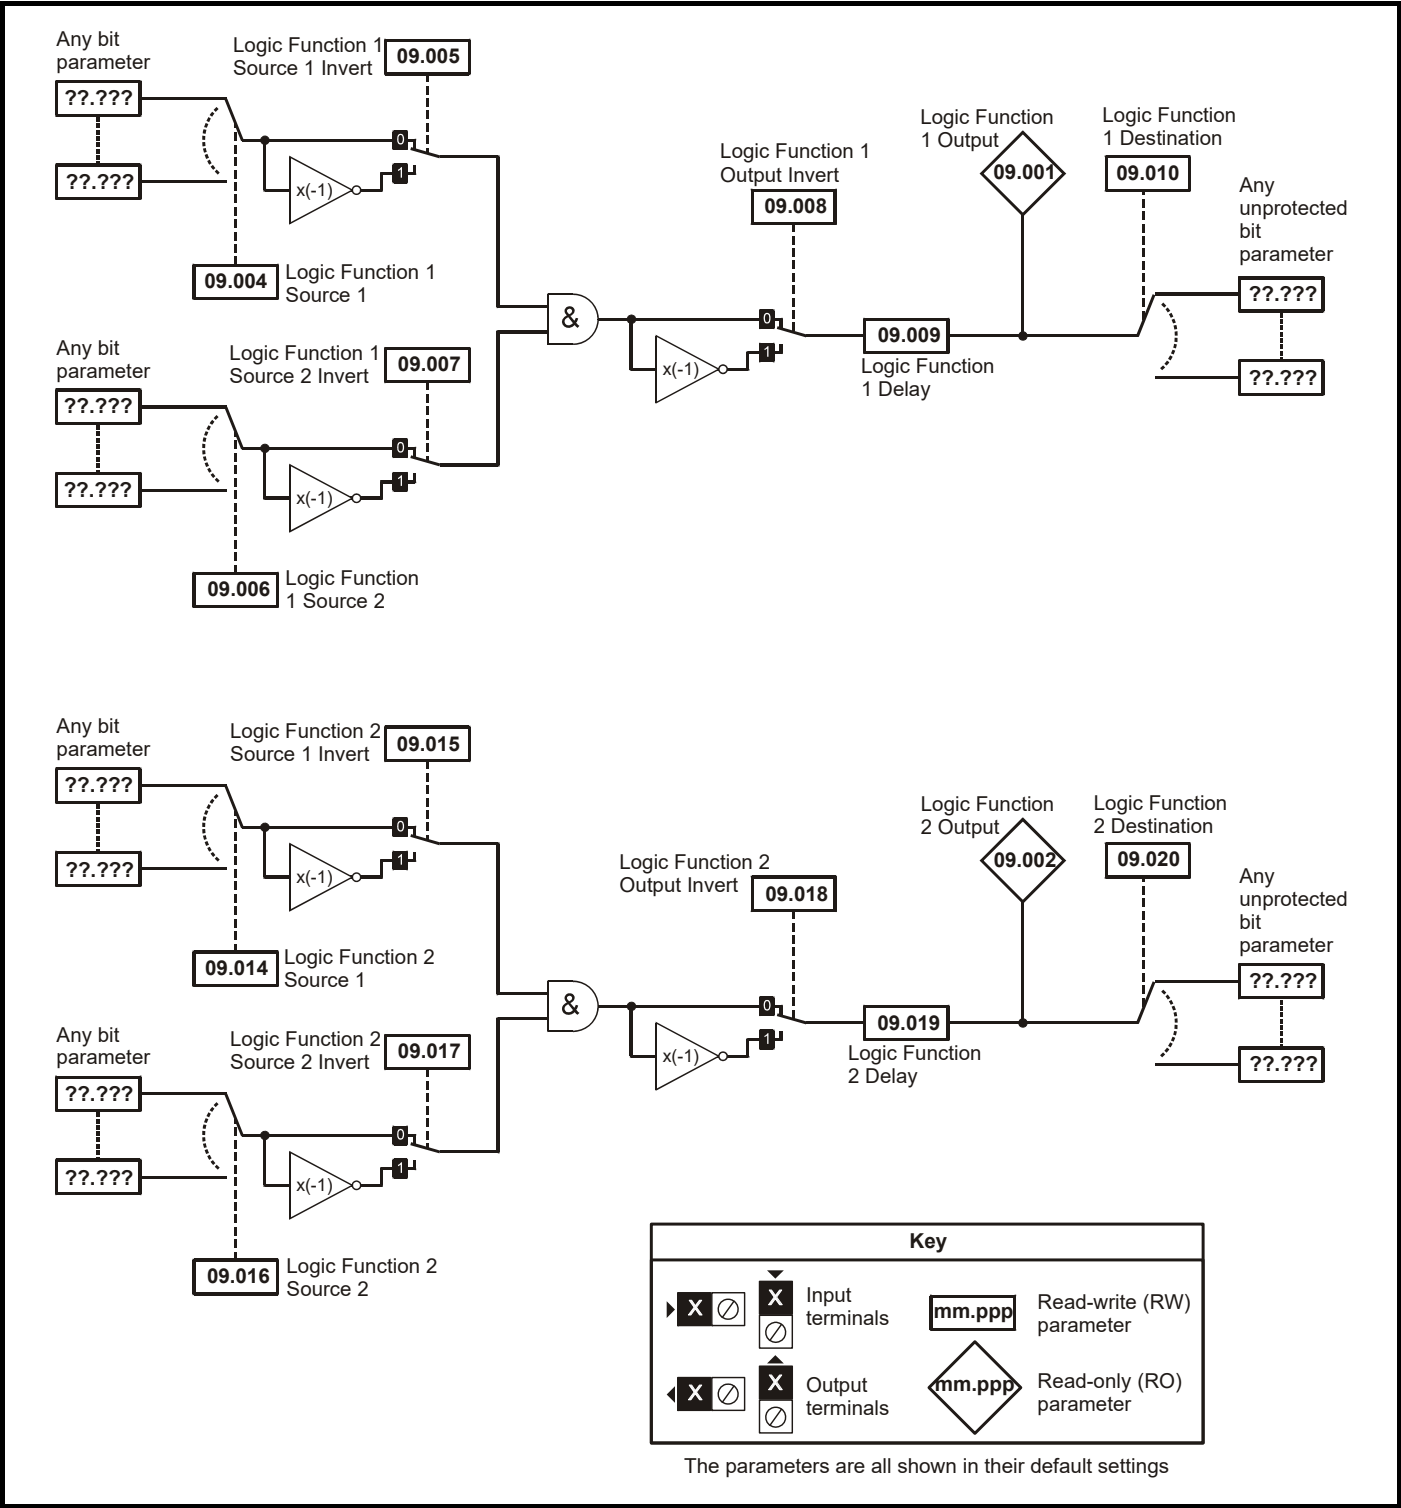 Any bit
parameter
??.???
??.???
Logic Function 1
Source 1 Invert
09.005
0
1
x(-1)
09.004
Logic Function 1
Source 1
Any bit
parameter
??.???
??.???
Logic Function 1
Source 2 Invert
09.007
0
1
x(-1)
09.006
Logic Function
1 Source 2
&
Logic Function 1
Output Invert
09.008
0
1
x(-1)
09.009
Logic Function
1 Delay
Logic Function
1 Output
09.001
Logic Function
1 Destination
09.010
Any
unprotected
bit
parameter
??.???
??.???
Any bit
parameter
??.???
??.???
Logic Function 2
Source 1 Invert
09.015
0
1
x(-1)
09.014
Logic Function 2
Source 1
Any bit
parameter
??.???
??.???
Logic Function 2
Source 2 Invert
09.017
0
1
x(-1)
09.016
Logic Function 2
Source 2
&
Logic Function 2
Output Invert
09.018
0
1
x(-1)
09.019
Logic Function
2 Delay
Logic Function
2 Output
09.002
Logic Function
2 Destination
09.020
Any
unprotected
bit
parameter
??.???
??.???
Key
X
X
Input
terminals
mm.ppp
Read-write (RW)
parameter
X
X
Output
terminals
mm.ppp
Read-only (RO)
parameter
The parameters are all shown in their default settings